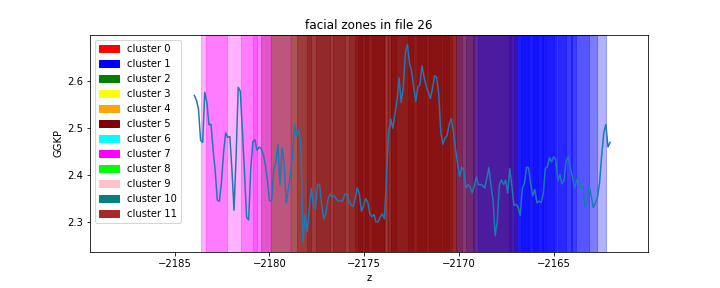 facial zones in file 26
cluster 0
cluster 1
cluster 2
cluster 3
cluster 4
cluster 5
cluster 6
cluster 7
cluster 8
cluster 9
cluster 10
cluster 11
2.6
2.5
2.4
2.3
GGKP
−2185
−2180
−2175
−2170
−2165
z